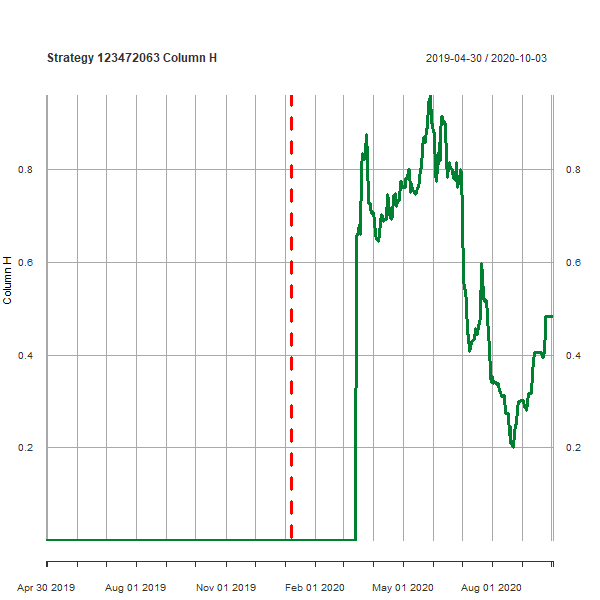 Strategy 123472063 Column H
2019-04-30 / 2020-10-03
Column H
0.8
0.6
0.4
0.2
0.8
0.6
0.4
0.2
Apr 30 2019
Aug 01 2019
Nov 01 2019
Feb 01 2020
May 01 2020
Aug 01 2020